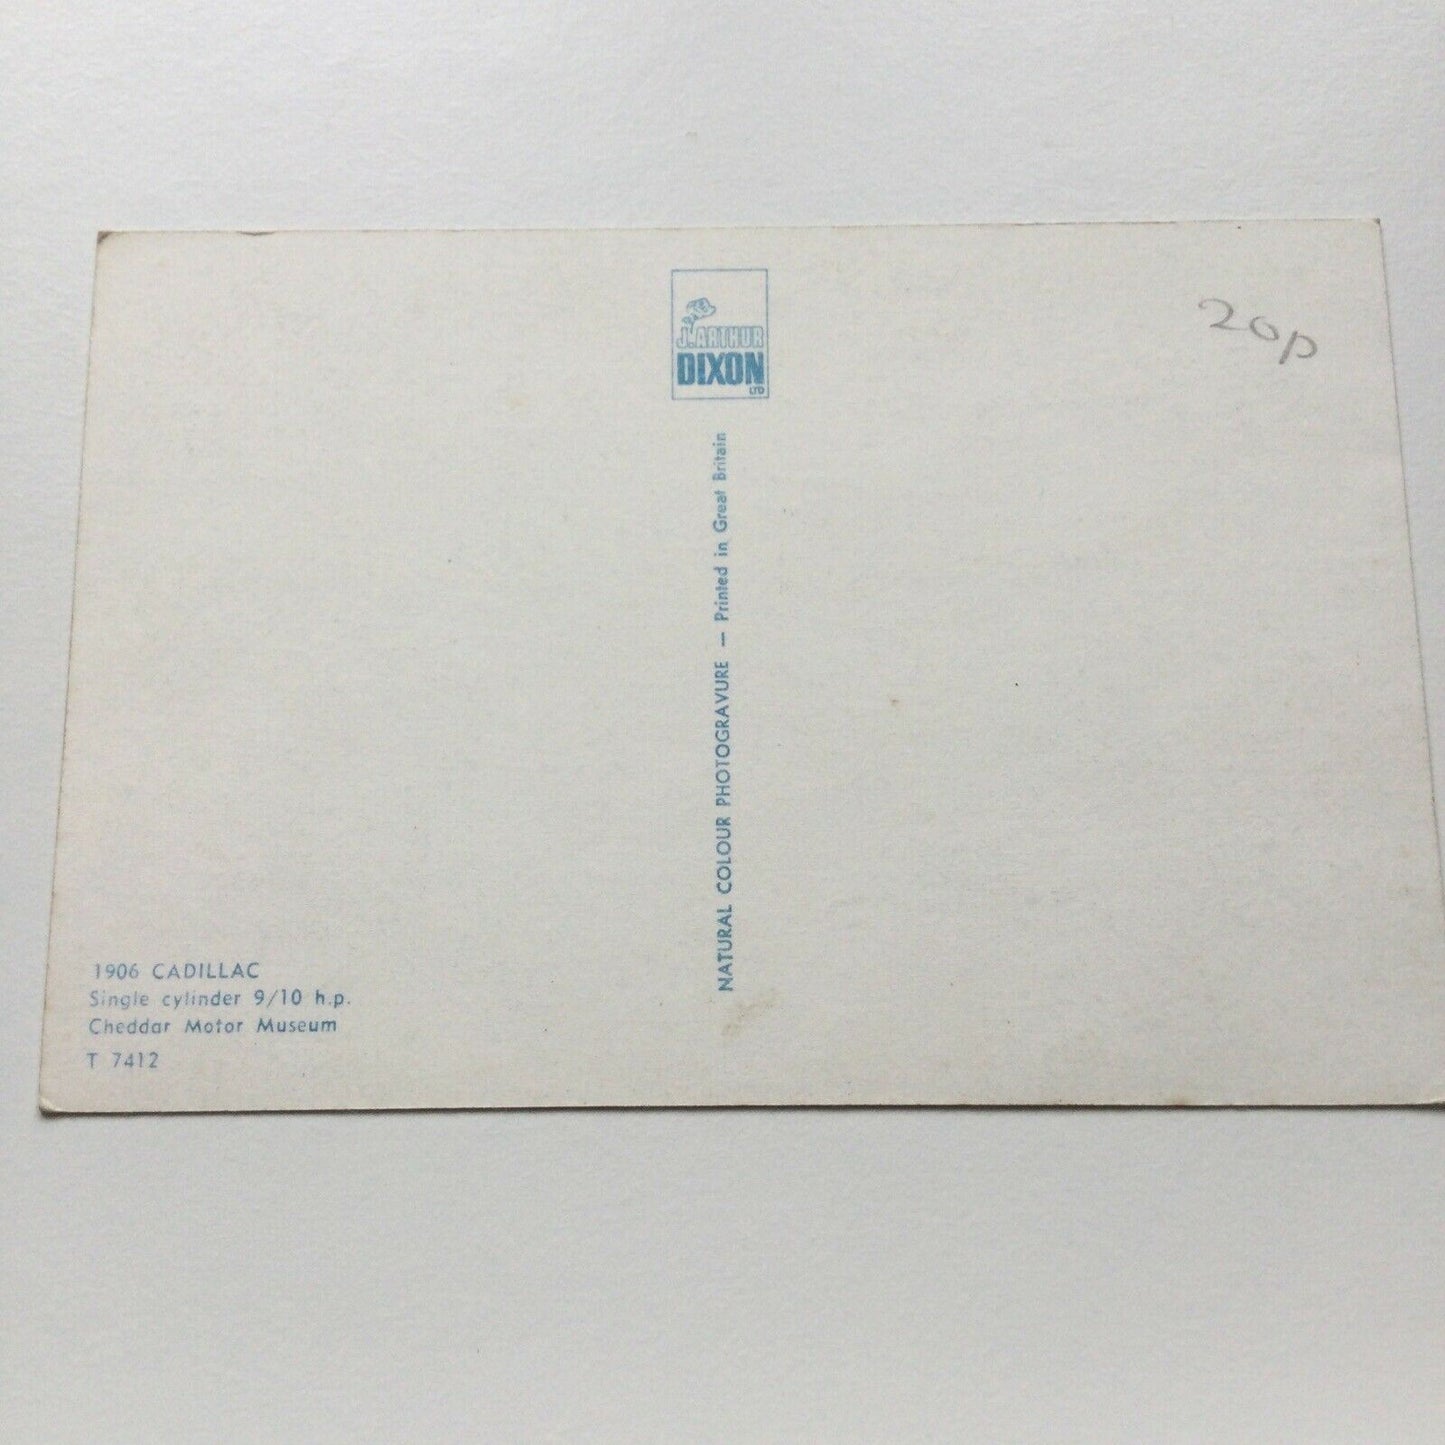 J. ARTHUR
DIXON
LTD
20p
NATURAL COLOUR PHOTOGRAVURE — Printed in Great Britain
1906 CADILLAC
Single cylinder 9/10 h.p.
Cheddar Motor Museum
T 7412